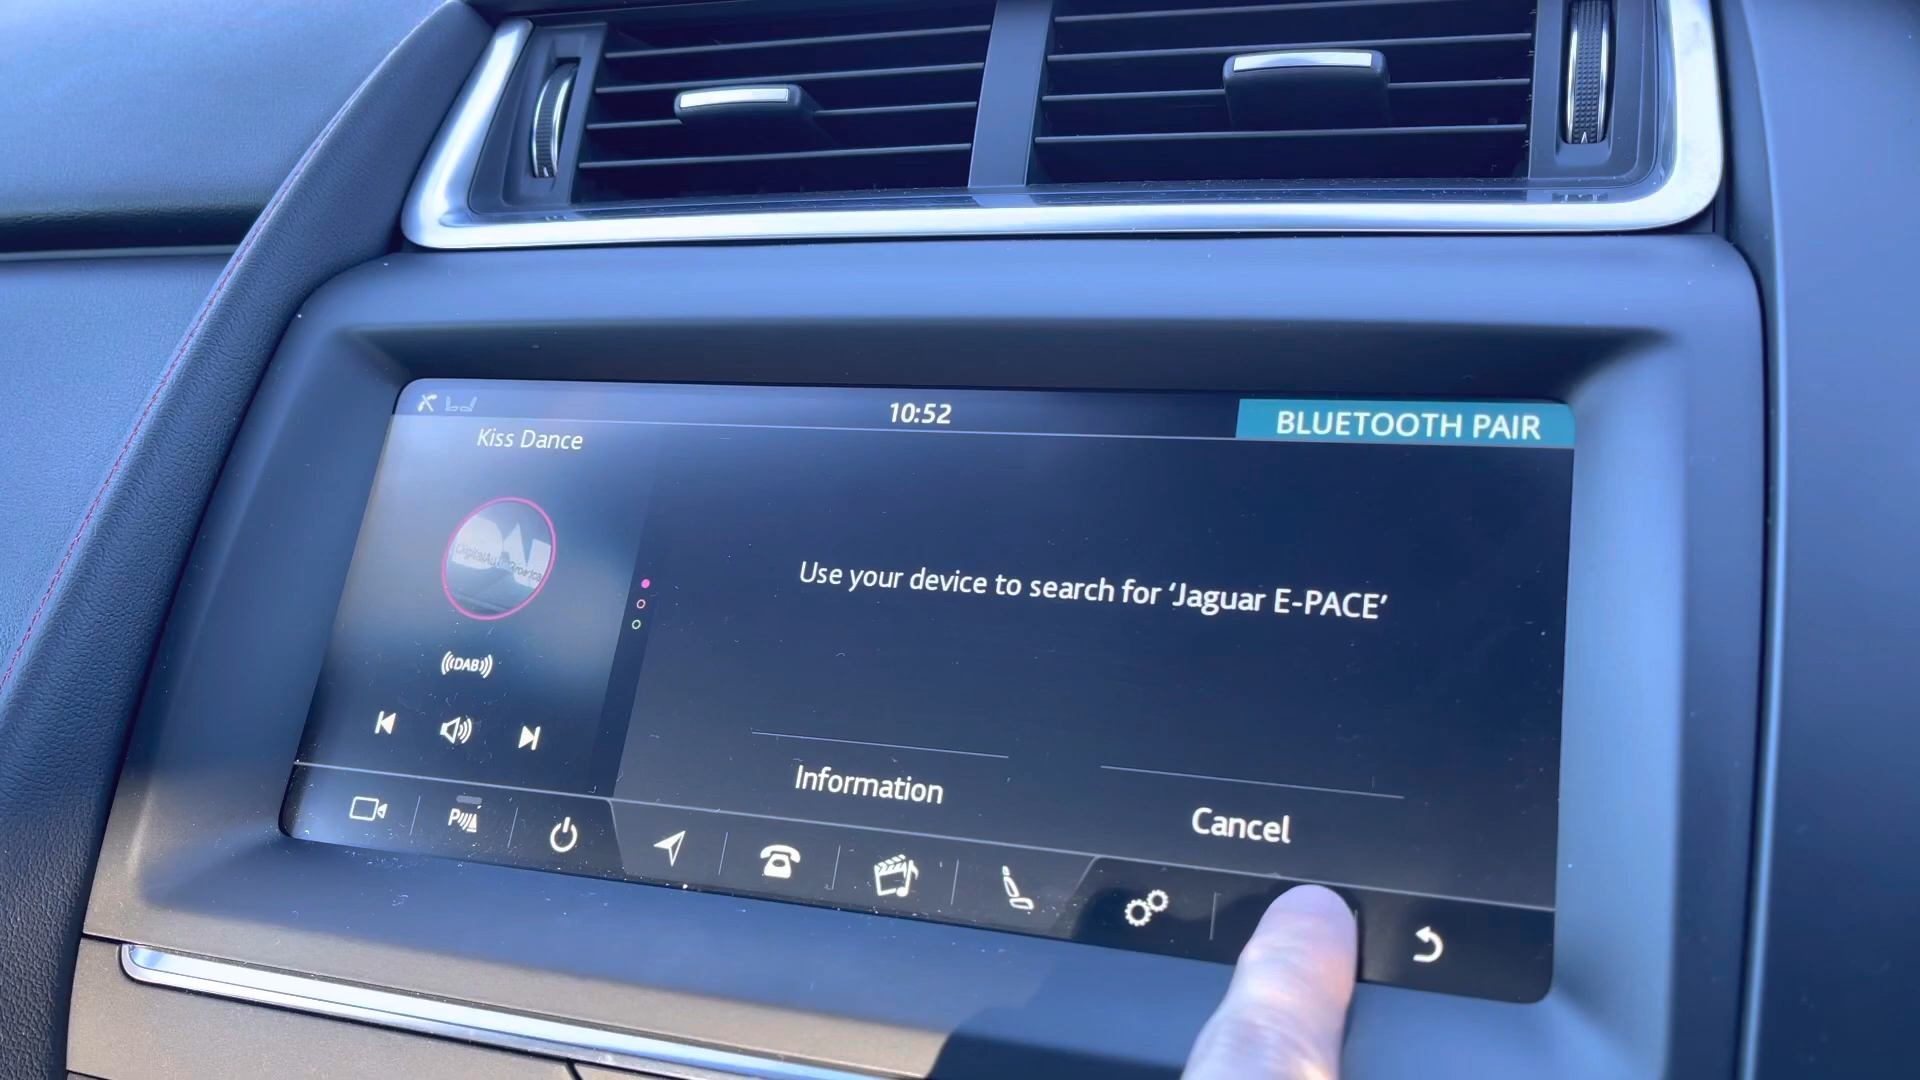 10:52
BLUETOOTH PAIR
Kiss Dance
Use your device to search for ‘Jaguar E-PACE’
DAB
Information
Cancel